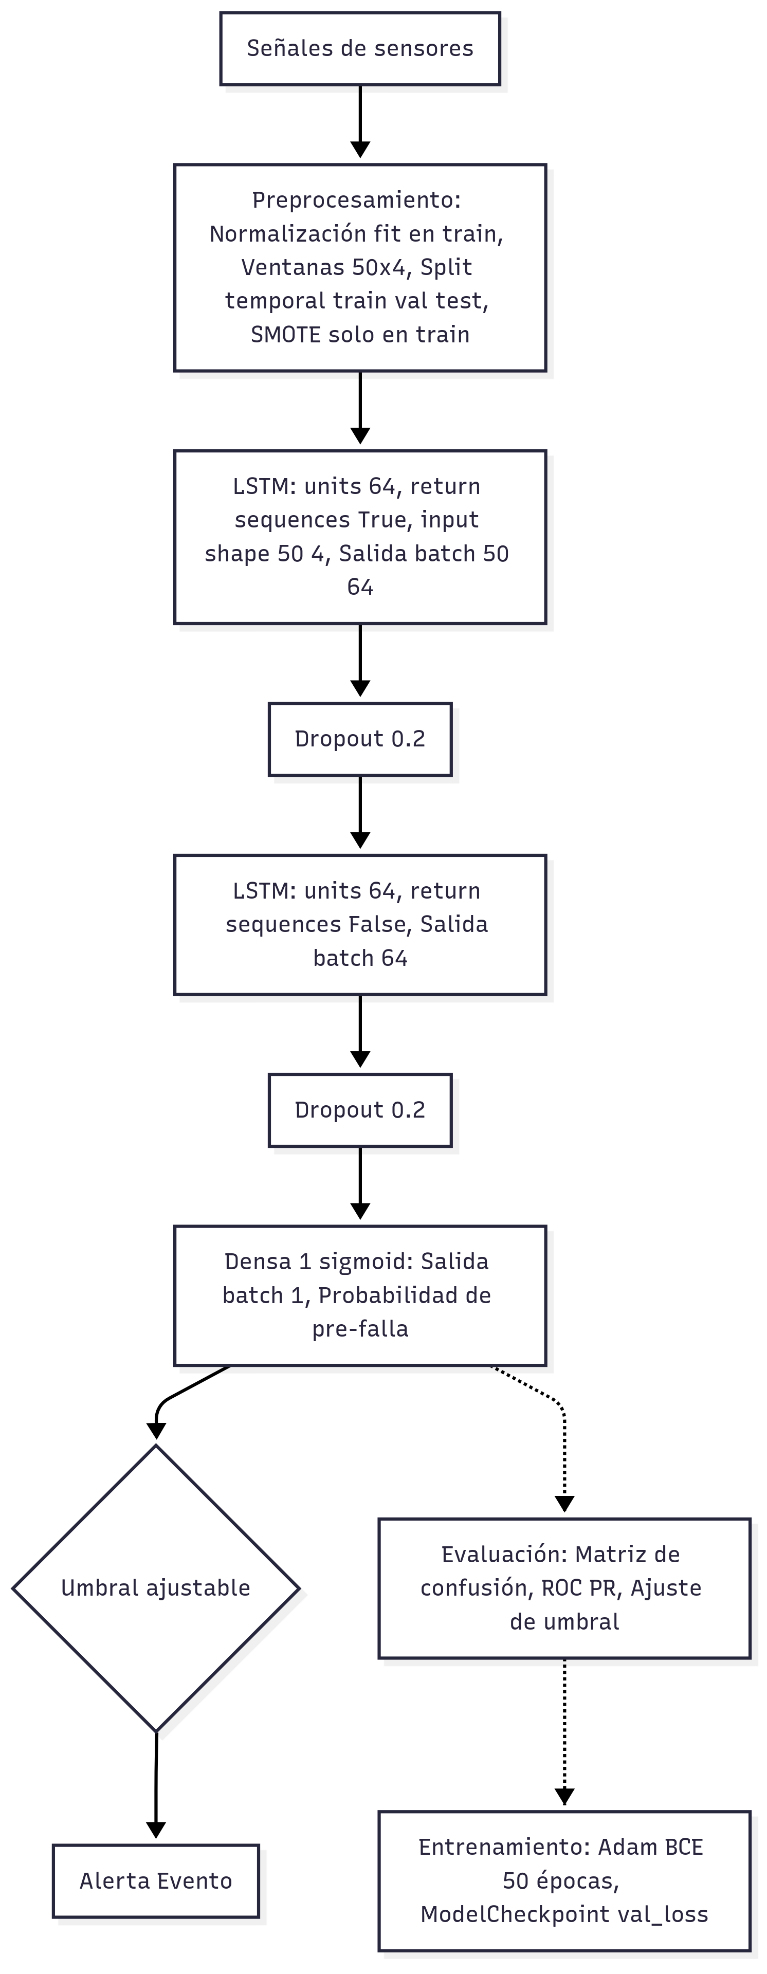 Señales de sensores
Preprocesamiento:
Normalización fit en train,
Ventanas 50x4, Split
temporal train val test,
SMOTE solo en train
LSTM: units 64, return
sequences True, input
shape 50 4, Salida batch 50
64
Dropout 0.2
LSTM: units 64, return
sequences False, Salida
batch 64
Dropout 0.2
Densa 1 sigmoid: Salida
batch 1, Probabilidad de
pre-falla
Umbral ajustable
Evaluación: Matriz de
confusión, ROC PR, Ajuste
de umbral
Alerta Evento
Entrenamiento: Adam BCE
50 épocas,
ModelCheckpoint val_loss